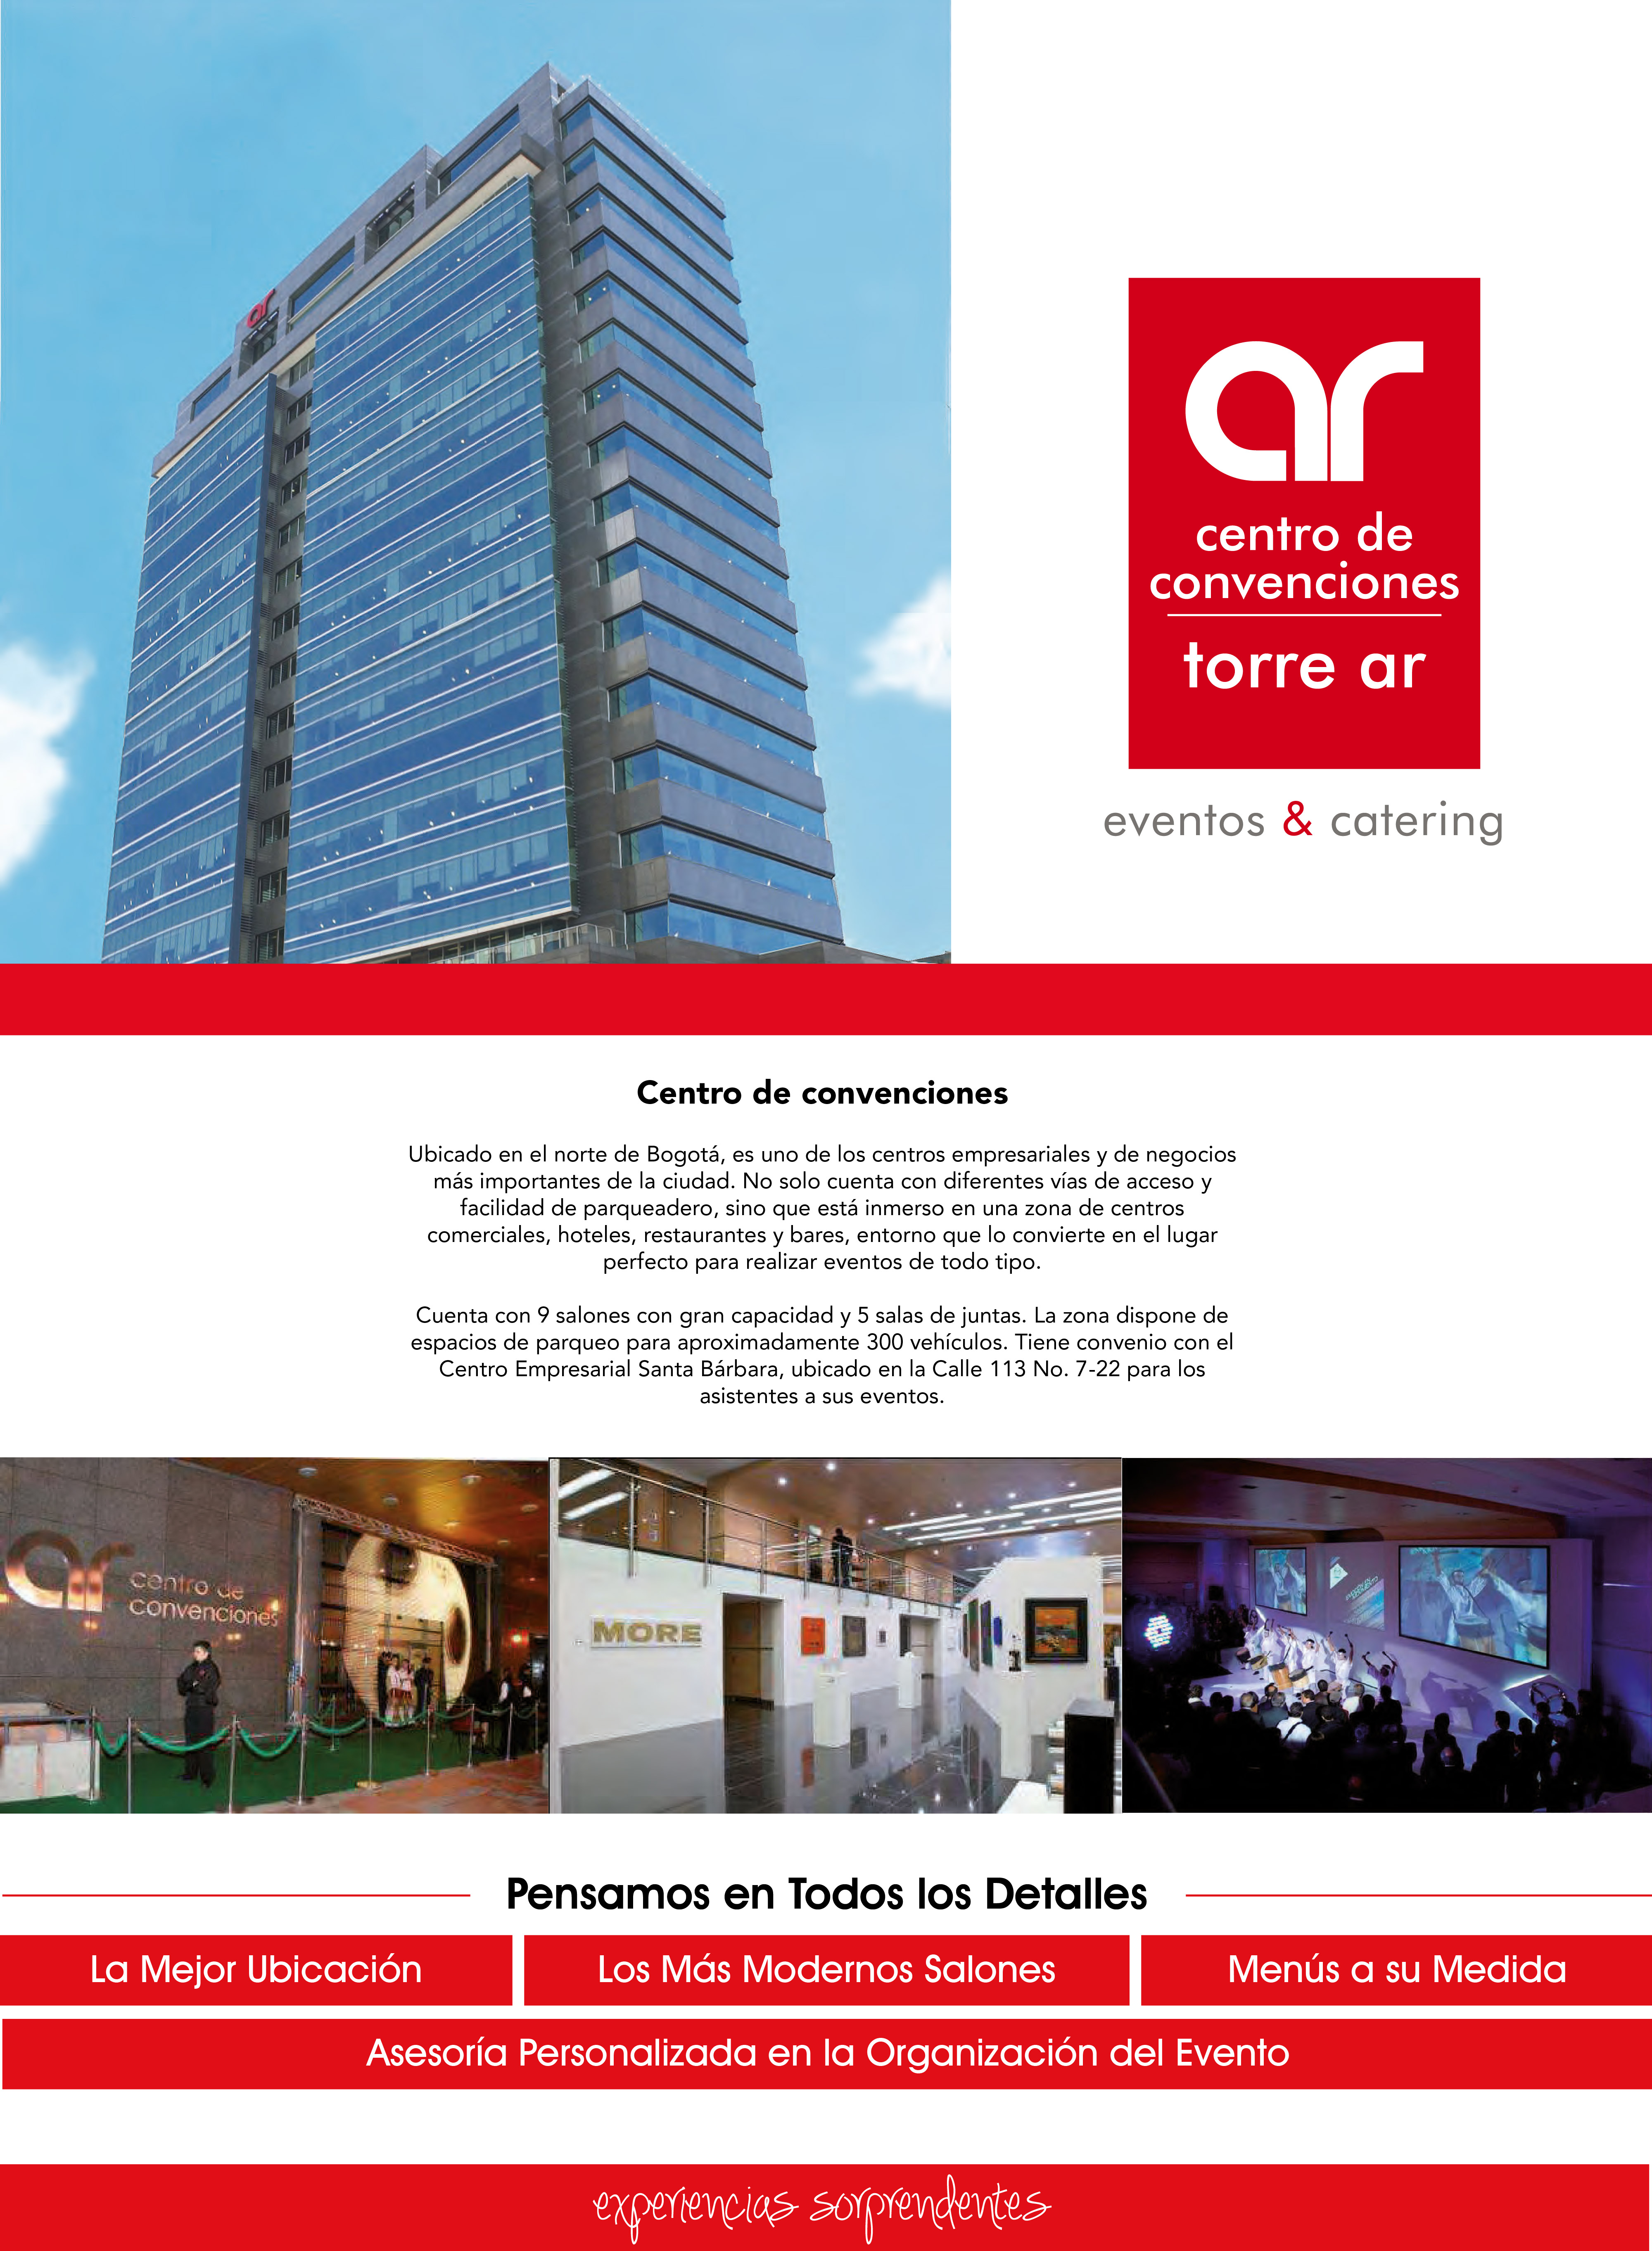 ar
ar
centro de
convenciones
torre ar
eventos & catering
Centro de convenciones
Ubicado en el norte de Bogotá, es uno de los centros empresariales y de negocios
más importantes de la ciudad. No solo cuenta con diferentes vías de acceso y
facilidad de parqueadero, sino que está inmerso en una zona de centros
comerciales, hoteles, restaurantes y bares, entorno que lo convierte en el lugar
perfecto para realizar eventos de todo tipo.
Cuenta con 9 salones con gran capacidad y 5 salas de juntas. La zona dispone de
espacios de parqueo para aproximadamente 300 vehículos. Tiene convenio con el
Centro Empresarial Santa Bárbara, ubicado en la Calle 113 No. 7-22 para los
asistentes a sus eventos.
ar
centro de
convenciones
MORE
Pensamos en Todos los Detalles
La Mejor Ubicación
Los Más Modernos Salones
Menús a su Medida
Asesoría Personalizada en la Organización del Evento
experiencias sorprendentes